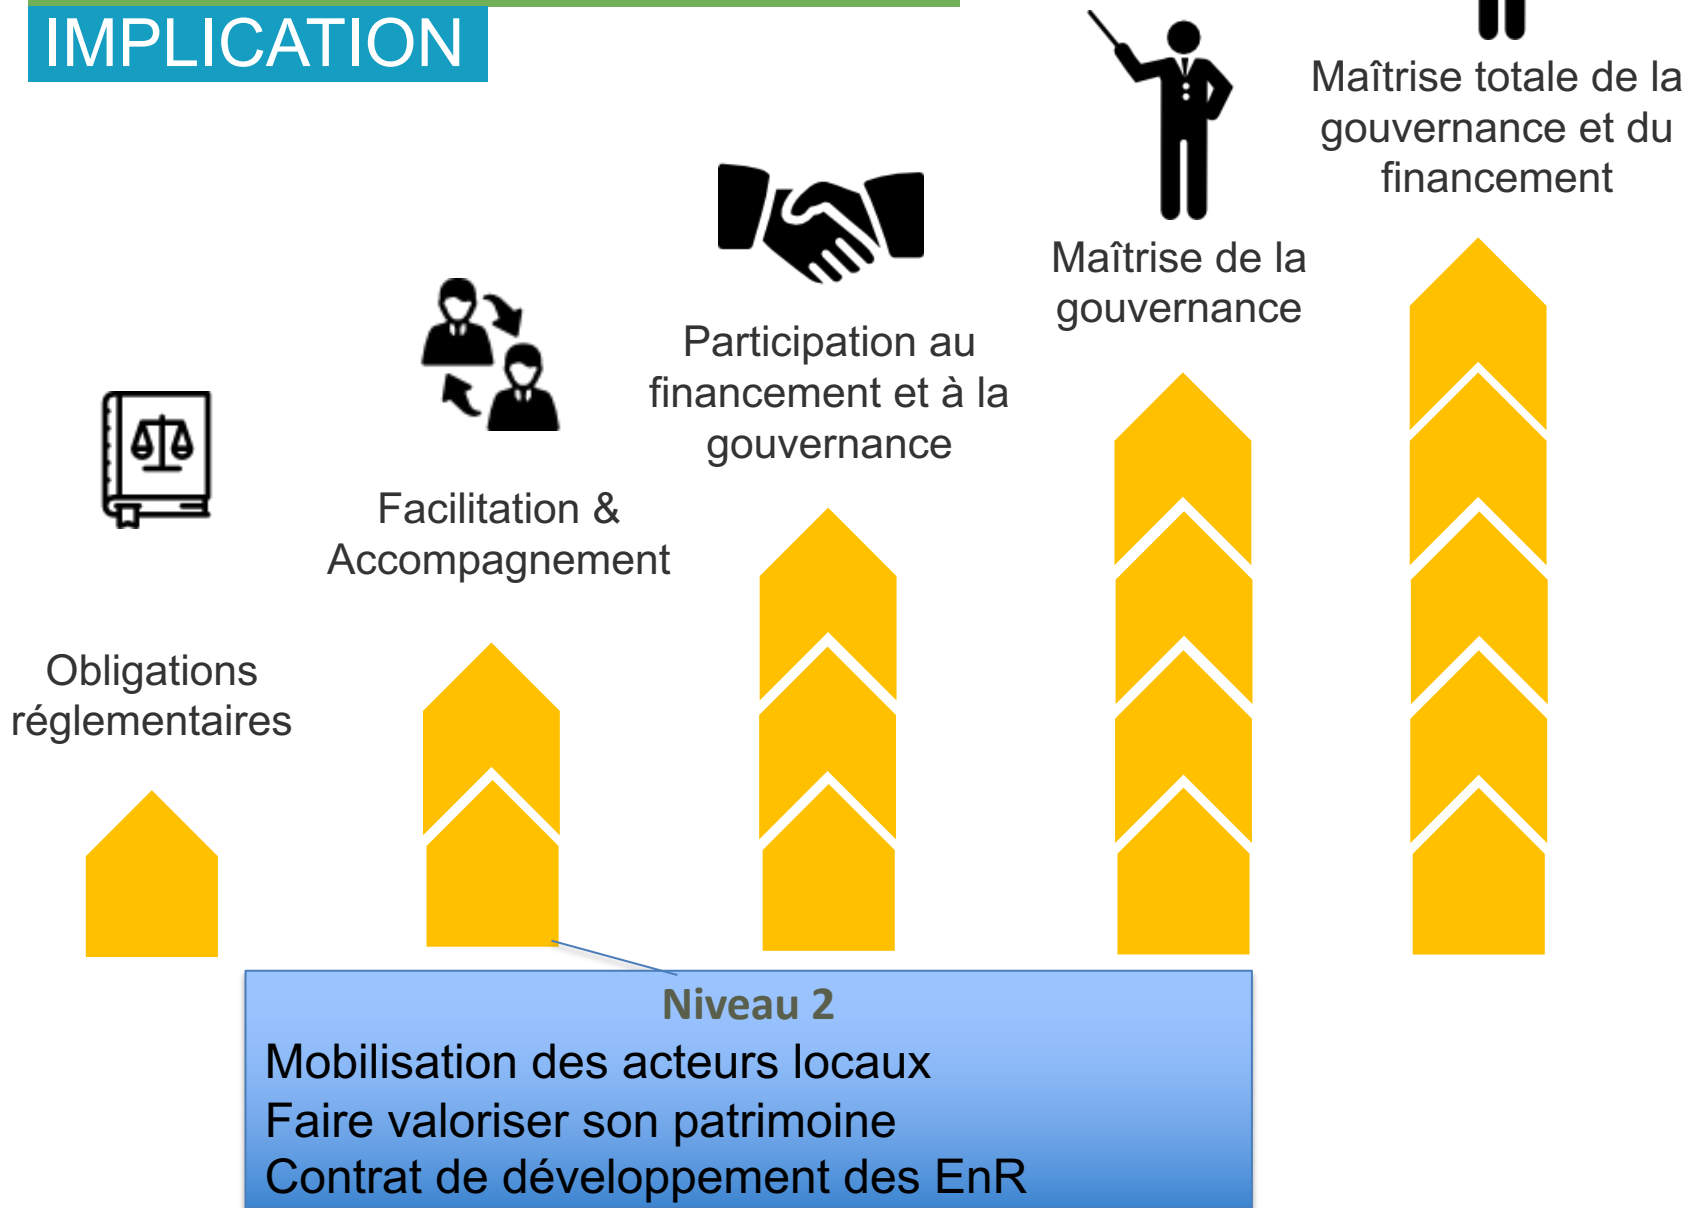 IMPLICATION
Obligations
réglementaires
Facilitation &
Accompagnement
Participation au
financement et à la
gouvernance
Maîtrise de la
gouvernance
Maîtrise totale de la
gouvernance et du
financement
Niveau 2
Mobilisation des acteurs locaux
Faire valoriser son patrimoine
Contrat de développement des EnR